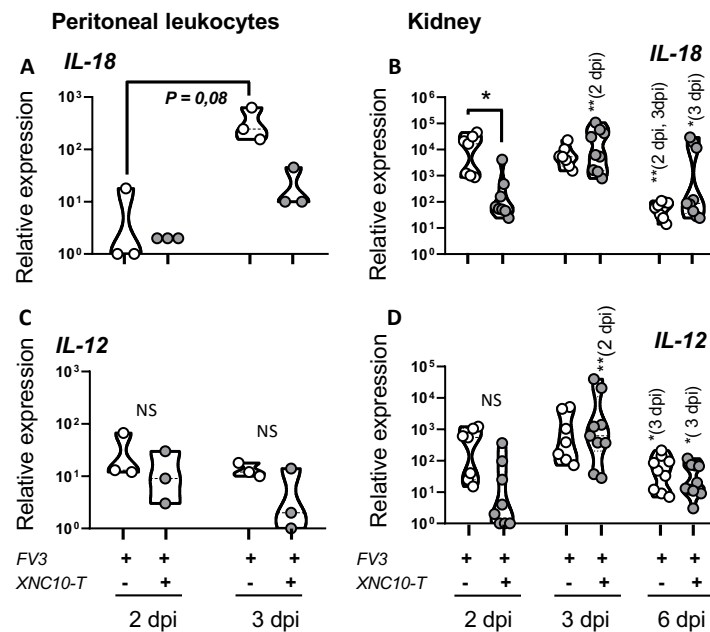 Peritoneal leukocytes
Kidney
A
IL-18
P = 0,08
Relative expression
10³
10²
10¹
10⁰
B
IL-18
*
**(2 dpi)
**(2 dpi, 3dpi)
*(3 dpi)
Relative expression
10⁶
10⁵
10⁴
10³
10²
10¹
10⁰
C
IL-12
NS
NS
Relative expression
10³
10²
10¹
10⁰
D
IL-12
NS
**(2 dpi)
*(3 dpi)
*( 3 dpi)
Relative expression
10⁵
10⁴
10³
10²
10¹
10⁰
FV3 + + + +
XNC10-T - + - +
2 dpi 3 dpi
FV3 + + + + + +
XNC10-T - + - + - +
2 dpi 3 dpi 6 dpi